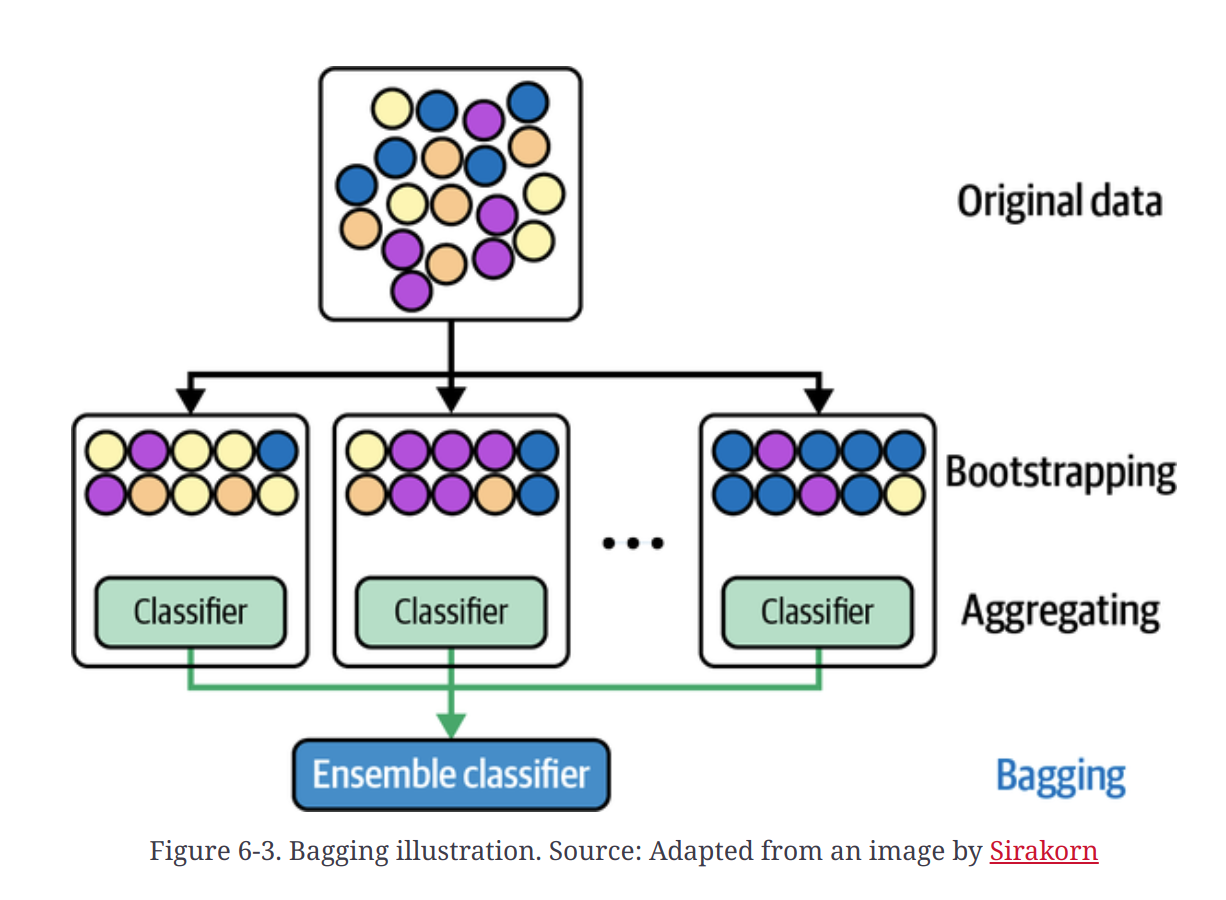 Original data
Bootstrapping
Classifier
Classifier
Classifier
Aggregating
Ensemble classifier
Bagging
Figure 6-3. Bagging illustration. Source: Adapted from an image by Sirakorn